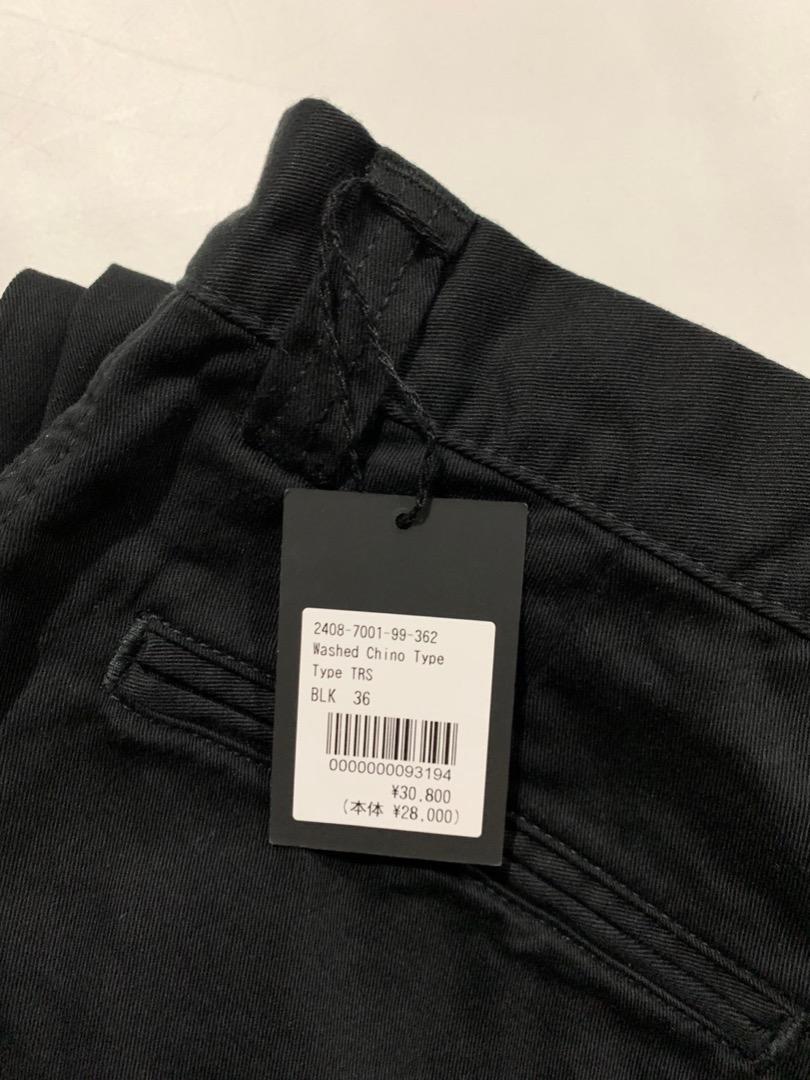 2408-7001-99-362
Washed Chino Type
Type TRS
BLK 36
0000000093194
¥30,800
(本体 ¥28,000)